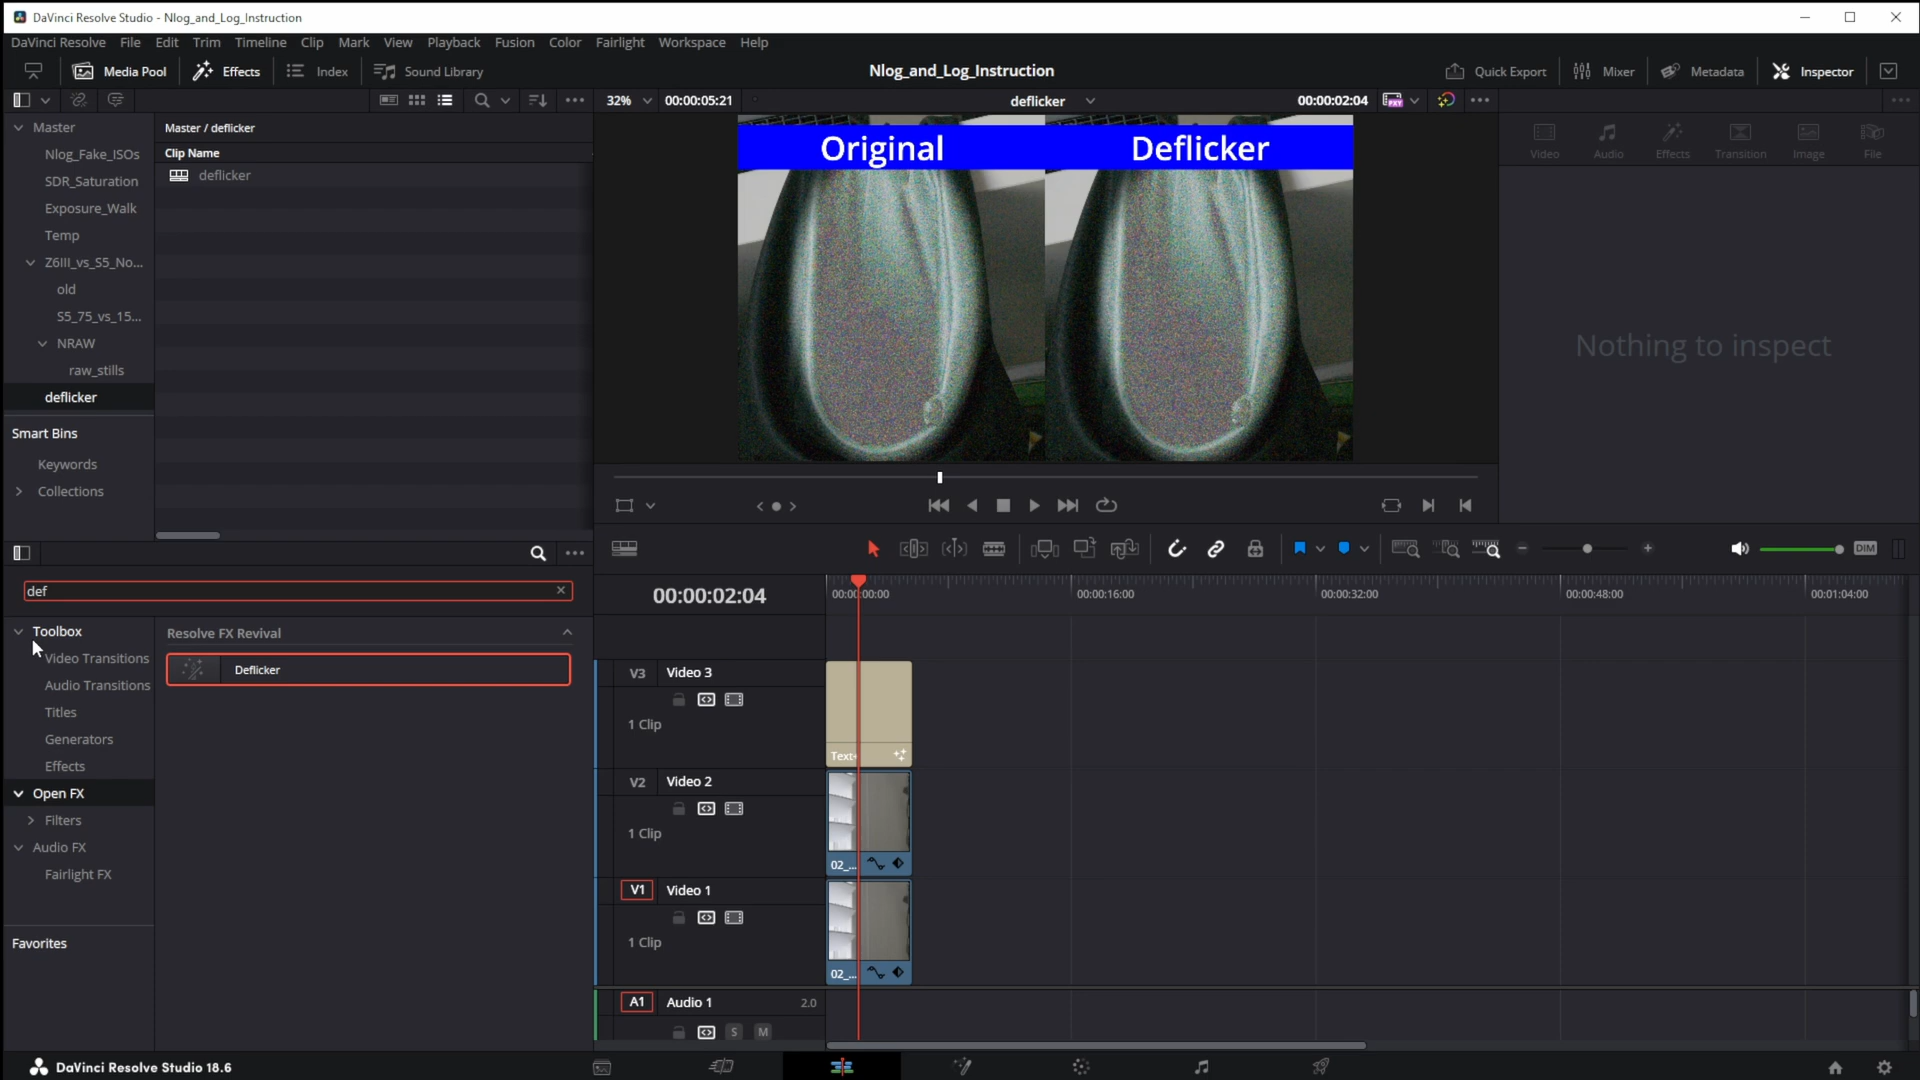 DaVinci Resolve Studio - Nlog_and_Log_Instruction
DaVinci Resolve File Edit Trim Timeline Clip Mark View Playback Fusion Color Fairlight Workspace Help
Media Pool Effects Index Sound Library Nlog_and_Log_Instruction Quick Export Mixer Metadata Inspector
32% 00:00:05:21 deflicker 00:00:02:04
Master
Nlog_Fake_ISOs
SDR_Saturation
Exposure_Walk
Temp
Z6III_vs_S5_No...
old
S5_75_vs_15...
NRAW
raw_stills
deflicker
Smart Bins
Keywords
Collections
Master / deflicker
Clip Name
deflicker
Original Deflicker
Video Audio Effects Transition Image File
Nothing to inspect
def
Toolbox
Video Transitions
Audio Transitions
Titles
Generators
Effects
Open FX
Filters
Audio FX
Fairlight FX
Favorites
Resolve FX Revival
Deflicker
DIM
00:00:02:04
00:00:00:00 00:00:16:00 00:00:32:00 00:00:48:00 00:01:04:00
V3 Video 3
1 Clip
Text+
V2 Video 2
1 Clip
02_...
V1 Video 1
1 Clip
02_...
A1 Audio 1 2.0
S M
DaVinci Resolve Studio 18.6